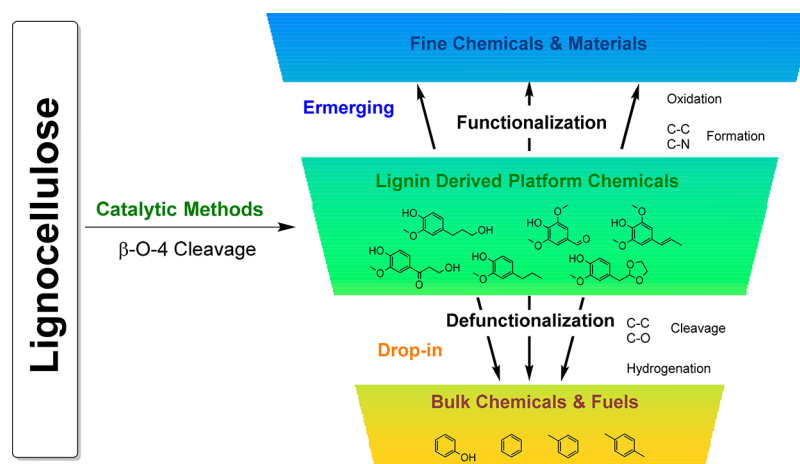 Lignocellulose
Catalytic Methods
β-O-4 Cleavage
Fine Chemicals & Materials
Ermerging
Functionalization
Oxidation
C-C
C-N
Formation
Lignin Derived Platform Chemicals
HO
O
OH
O
HO
O
O
O
HO
O
HO
O
OH
O
HO
O
HO
O
O
O
Defunctionalization
Drop-in
C-C
C-O
Cleavage
Hydrogenation
Bulk Chemicals & Fuels
OH